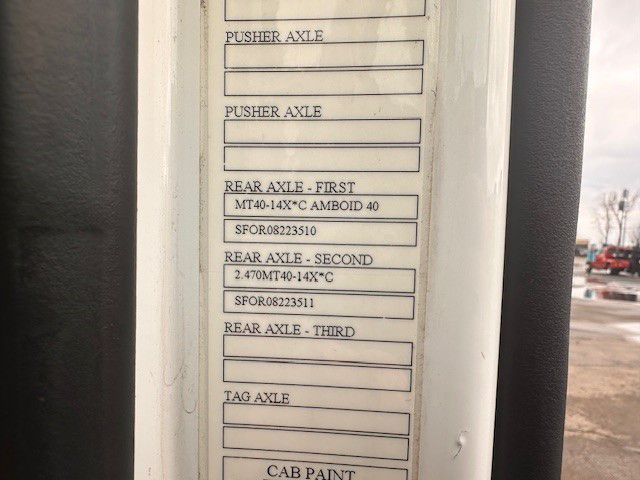 PUSHER AXLE
PUSHER AXLE
REAR AXLE - FIRST
MT40-14X*C AMBOID 40
SFOR08223510
REAR AXLE - SECOND
2.470MT40-14X*C
SFOR08223511
REAR AXLE - THIRD
TAG AXLE
CAB PAINT